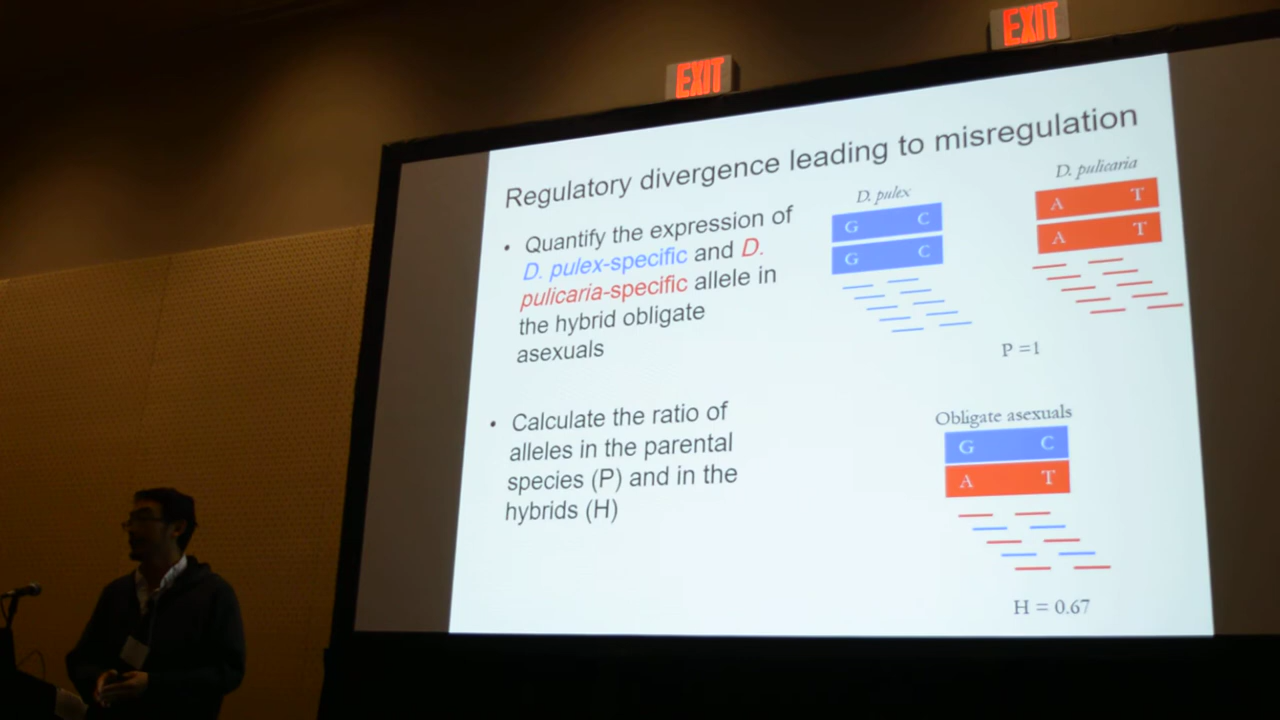 EXIT
EXIT
Regulatory divergence leading to misregulation
• Quantify the expression of
D. pulex-specific and D.
pulicaria-specific allele in
the hybrid obligate
asexuals
• Calculate the ratio of
alleles in the parental
species (P) and in the
hybrids (H)
D. pulex
G C
G C
D. pulicaria
A T
A T
P =1
Obligate asexuals
G C
A T
H = 0.67